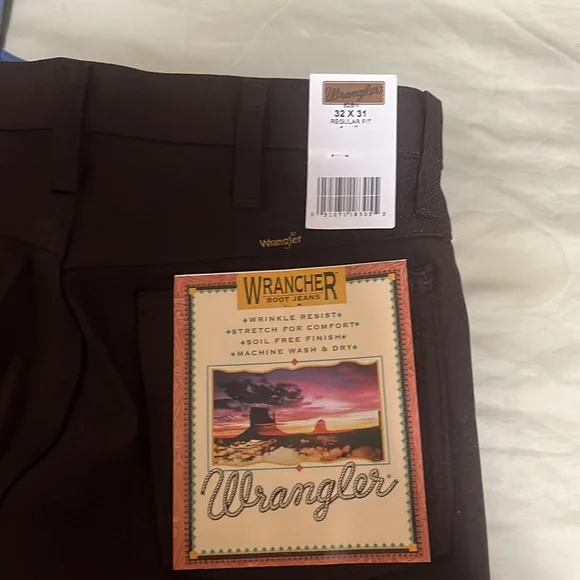 Wrangler
32 X 31
REGULAR FIT
Wrangler
WRANCHER
BOOT JEANS
WRINKLE RESIST
STRETCH FOR COMFORT
SOIL FREE FINISH
MACHINE WASH & DRY
Wrangler